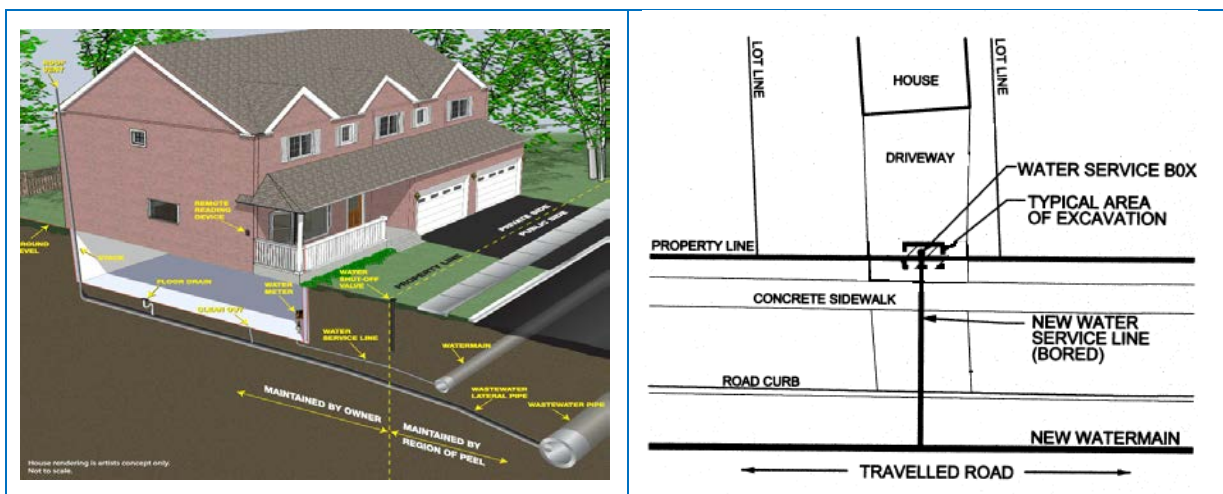 ROOF
VENT
REMOTE
READING
DEVICE
PRIVATE SIDE
PUBLIC SIDE
GROUND
LEVEL
STACK
FLOOR DRAIN
CLEAN OUT
WATER
METER
WATER
SHUT-OFF
VALVE
PROPERTY LINE
WATER
SERVICE LINE
WATERMAIN
WASTEWATER
LATERAL PIPE
WASTEWATER PIPE
MAINTAINED BY OWNER
MAINTAINED BY
REGION OF PEEL
House rendering is artists concept only.
Not to scale.
LOT LINE
HOUSE
LOT LINE
DRIVEWAY
WATER SERVICE BOX
TYPICAL AREA
OF EXCAVATION
PROPERTY LINE
CONCRETE SIDEWALK
NEW WATER
SERVICE LINE
(BORED)
ROAD CURB
NEW WATERMAIN
TRAVELLED ROAD